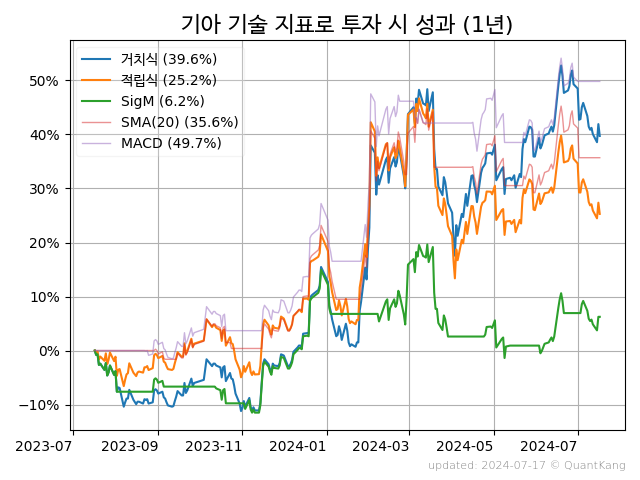 기아 기술 지표로 투자 시 성과 (1년)
거치식 (39.6%)
적립식 (25.2%)
SigM (6.2%)
SMA(20) (35.6%)
MACD (49.7%)
50%
40%
30%
20%
10%
0%
−10%
2023-07 2023-09 2023-11 2024-01 2024-03 2024-05 2024-07
updated: 2024-07-17 © QuantKang